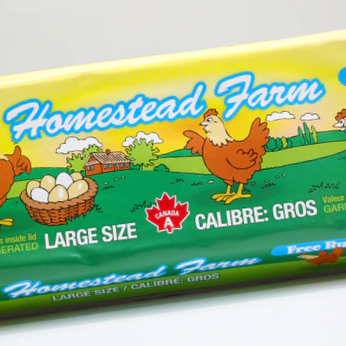 Homestead Farm
s inside lid
GERATED
LARGE SIZE
CANADA
A
CALIBRE: GROS
Valeur
GAR
Homestead Farm
LARGE SIZE / CALIBRE: GROS
Free Ru